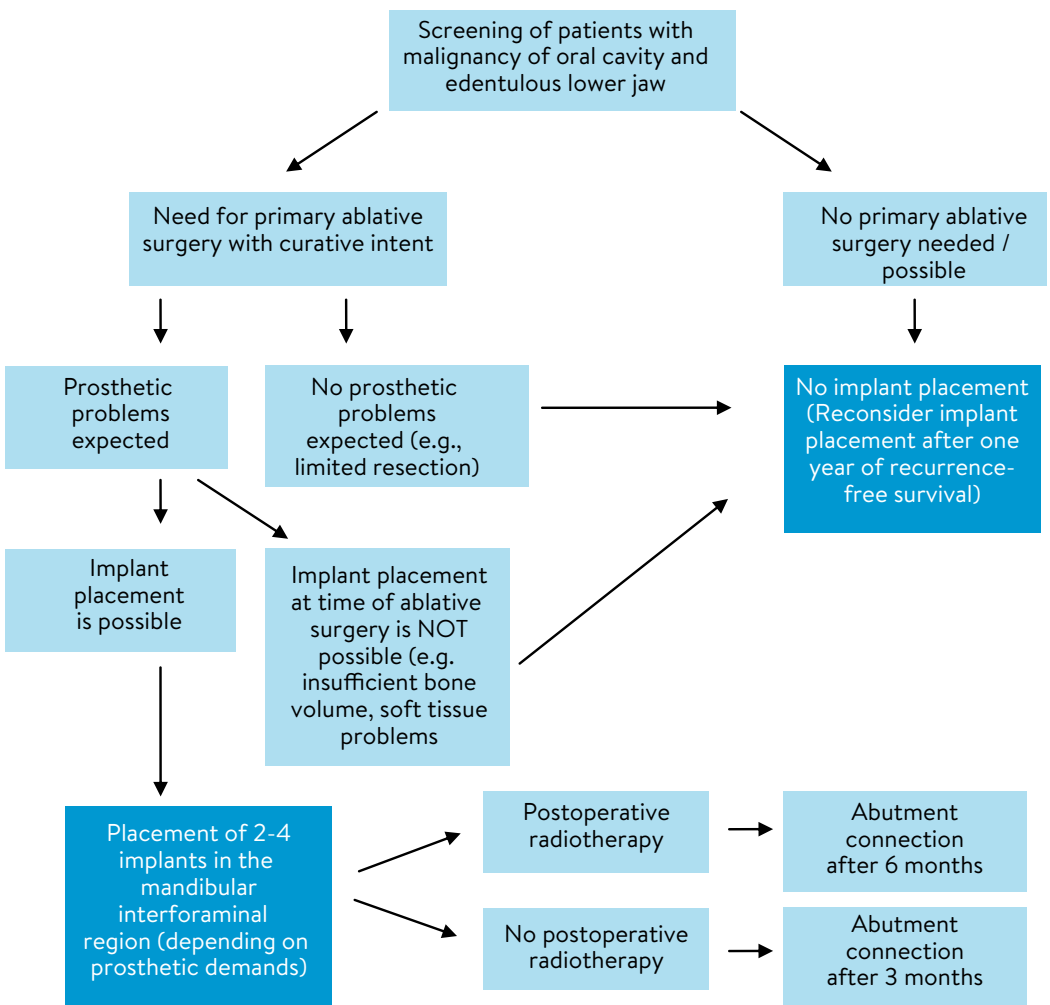 Screening of patients with
malignancy of oral cavity and
edentulous lower jaw
Need for primary ablative
surgery with curative intent
No primary ablative
surgery needed /
possible
Prosthetic
problems
expected
No prosthetic
problems
expected (e.g.,
limited resection)
No implant placement
(Reconsider implant
placement after one
year of recurrence-
free survival)
Implant
placement
is possible
Implant placement
at time of ablative
surgery is NOT
possible (e.g.
insufficient bone
volume, soft tissue
problems
Placement of 2-4
implants in the
mandibular
interforaminal
region (depending on
prosthetic demands)
Postoperative
radiotherapy
Abutment
connection
after 6 months
No postoperative
radiotherapy
Abutment
connection
after 3 months